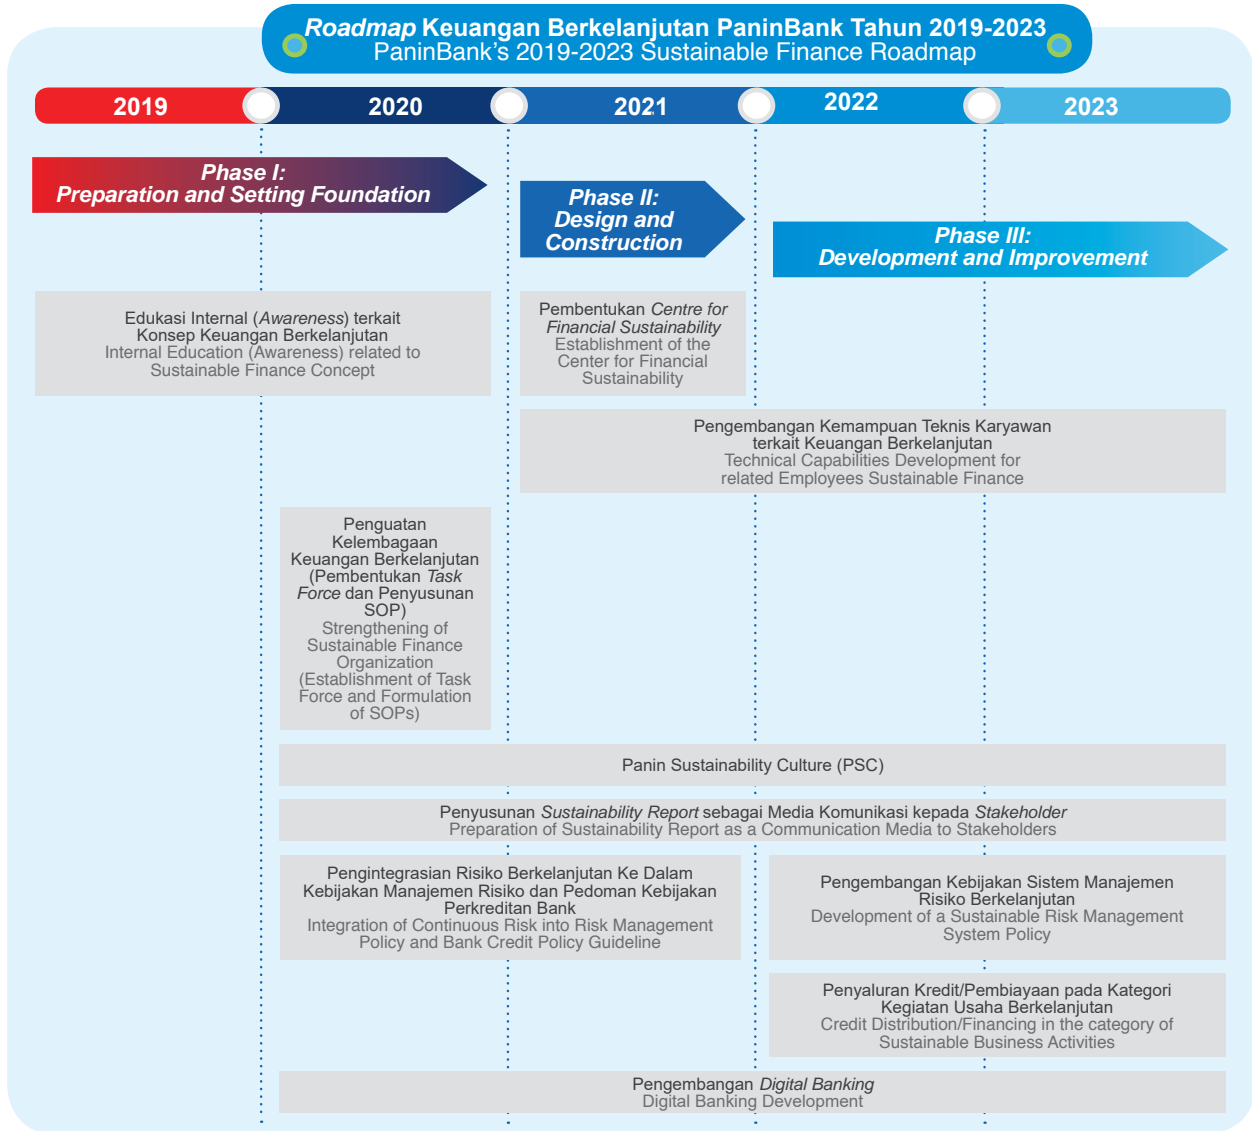 Roadmap Keuangan Berkelanjutan PaninBank Tahun 2019-2023
PaninBank's 2019-2023 Sustainable Finance Roadmap
2019
2020
2021
2022
2023
Phase I:
Preparation and Setting Foundation
Phase II:
Design and
Construction
Phase III:
Development and Improvement
Edukasi Internal (Awareness) terkait
Konsep Keuangan Berkelanjutan
Internal Education (Awareness) related to
Sustainable Finance Concept
Pembentukan Centre for
Financial Sustainability
Establishment of the
Center for Financial
Sustainability
Pengembangan Kemampuan Teknis Karyawan
terkait Keuangan Berkelanjutan
Technical Capabilities Development for
related Employees Sustainable Finance
Penguatan
Kelembagaan
Keuangan Berkelanjutan
(Pembentukan Task
Force dan Penyusunan
SOP)
Strengthening of
Sustainable Finance
Organization
(Establishment of Task
Force and Formulation
of SOPs)
Panin Sustainability Culture (PSC)
Penyusunan Sustainability Report sebagai Media Komunikasi kepada Stakeholder
Preparation of Sustainability Report as a Communication Media to Stakeholders
Pengintegrasian Risiko Berkelanjutan Ke Dalam
Kebijakan Manajemen Risiko dan Pedoman Kebijakan
Perkreditan Bank
Integration of Continuous Risk into Risk Management
Policy and Bank Credit Policy Guideline
Pengembangan Kebijakan Sistem Manajemen
Risiko Berkelanjutan
Development of a Sustainable Risk Management
System Policy
Penyaluran Kredit/Pembiayaan pada Kategori
Kegiatan Usaha Berkelanjutan
Credit Distribution/Financing in the category of
Sustainable Business Activities
Pengembangan Digital Banking
Digital Banking Development